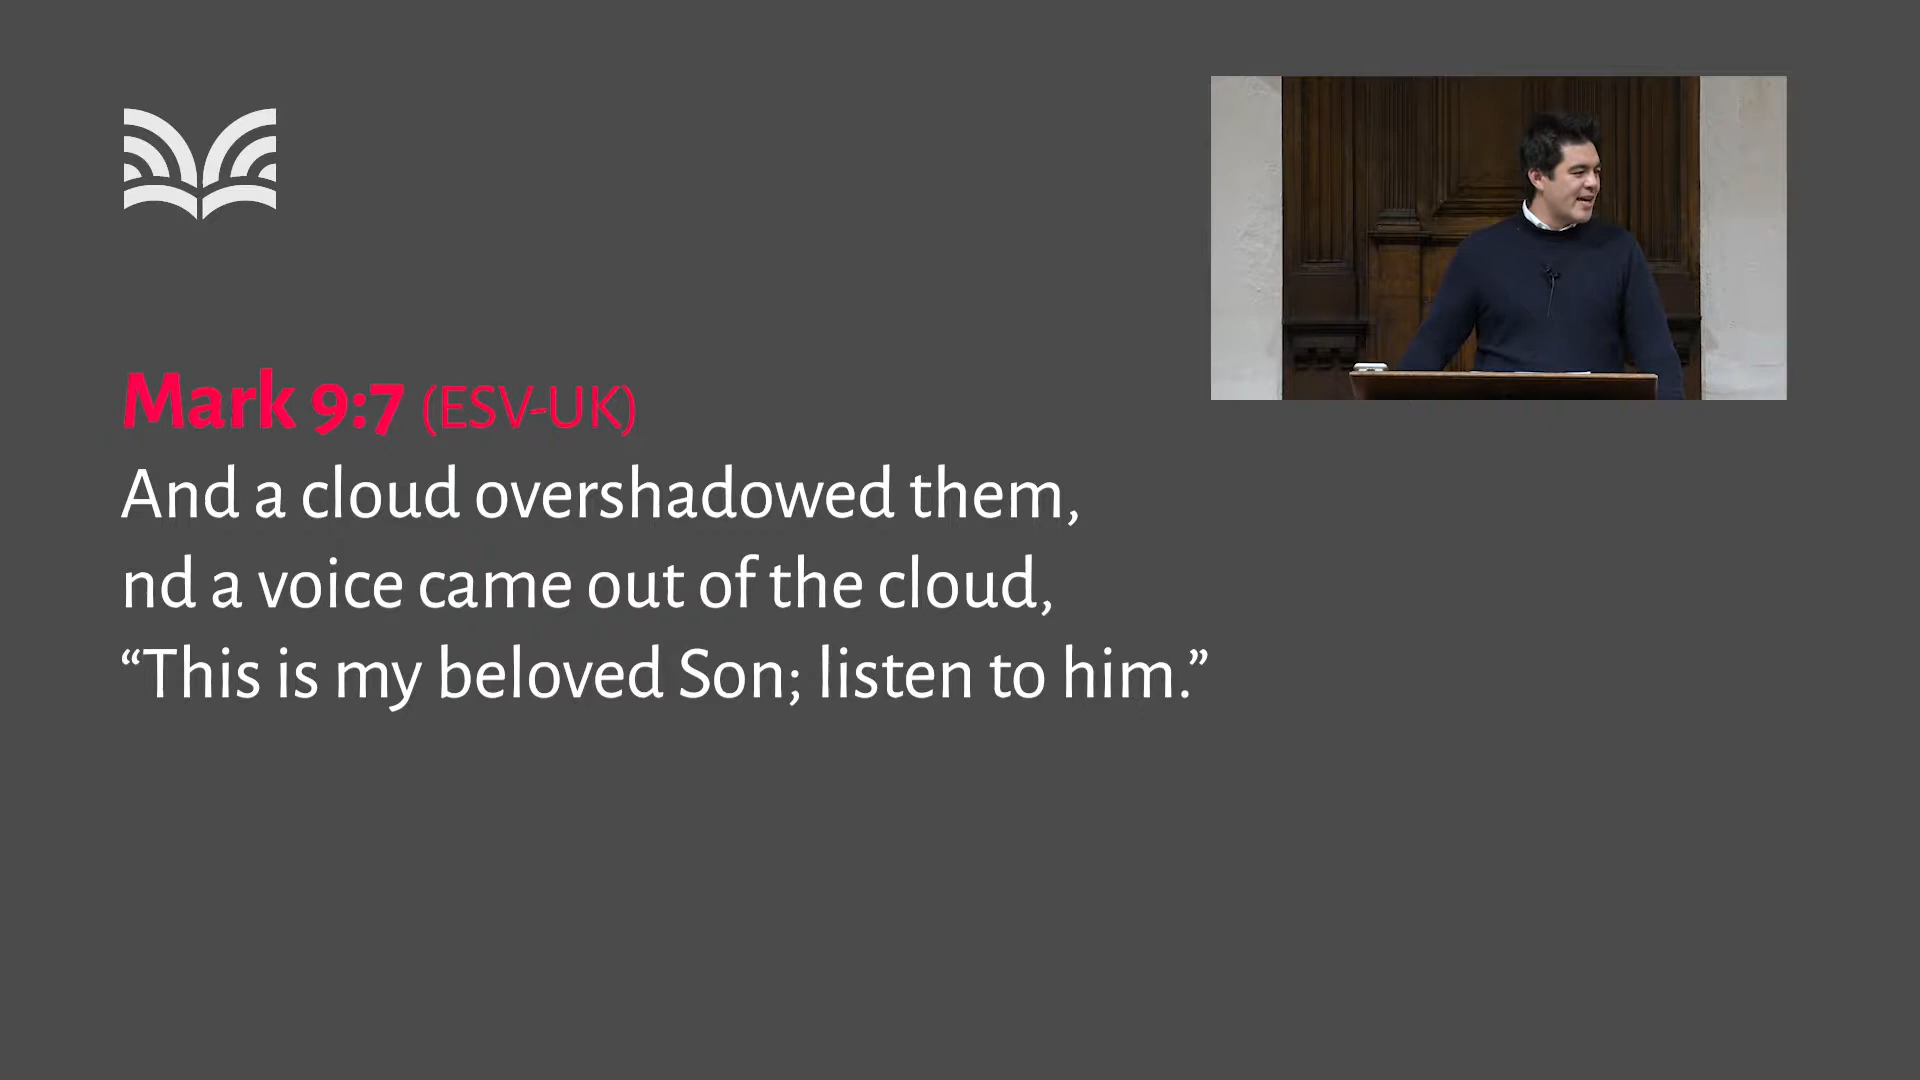 Mark 9:7 (ESV-UK)
And a cloud overshadowed them,
nd a voice came out of the cloud,
“This is my beloved Son; listen to him.”